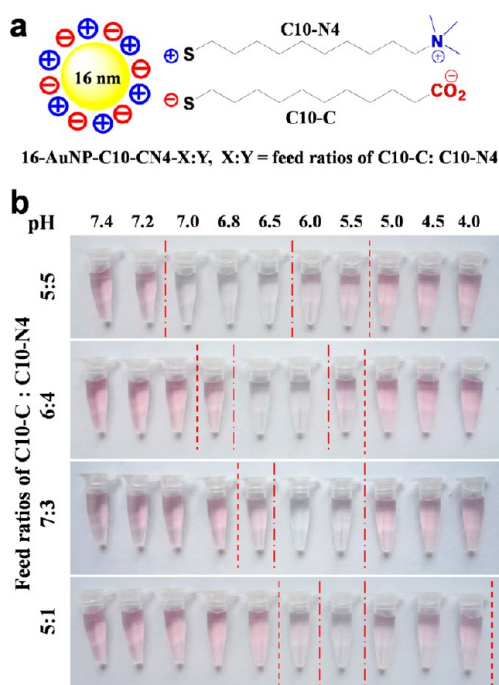 a
C10-N4
⊕ S
N
⊕
16 nm
⊖
⊖ S
CO2
C10-C
16-AuNP-C10-CN4-X:Y, X:Y = feed ratios of C10-C: C10-N4
b
pH 7.4 7.2 7.0 6.8 6.5 6.0 5.5 5.0 4.5 4.0
Feed ratios of C10-C : C10-N4
5:5
6:4
7:3
5:1